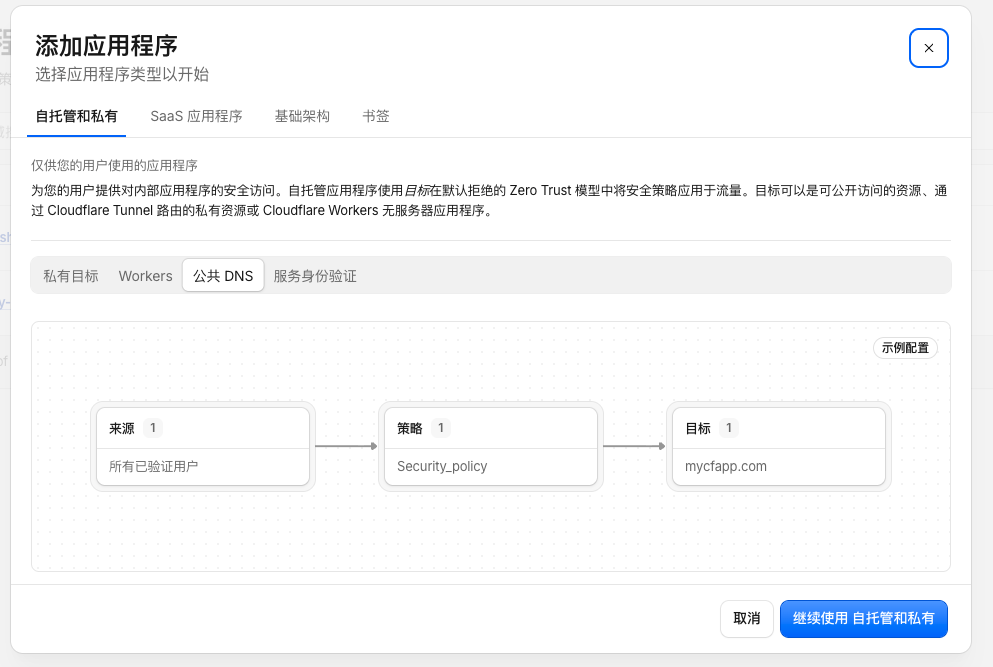 添加应用程序
选择应用程序类型以开始
自托管和私有
SaaS 应用程序
基础架构
书签
仅供您的用户使用的应用程序
为您的用户提供对内部应用程序的安全访问。自托管应用程序使用目标在默认拒绝的 Zero Trust 模型中将安全策略应用于流量。目标可以是可公开访问的资源、通
过 Cloudflare Tunnel 路由的私有资源或 Cloudflare Workers 无服务器应用程序。
私有目标
Workers
公共 DNS
服务身份验证
示例配置
来源 1
所有已验证用户
策略 1
Security_policy
目标 1
mycfapp.com
取消
继续使用 自托管和私有